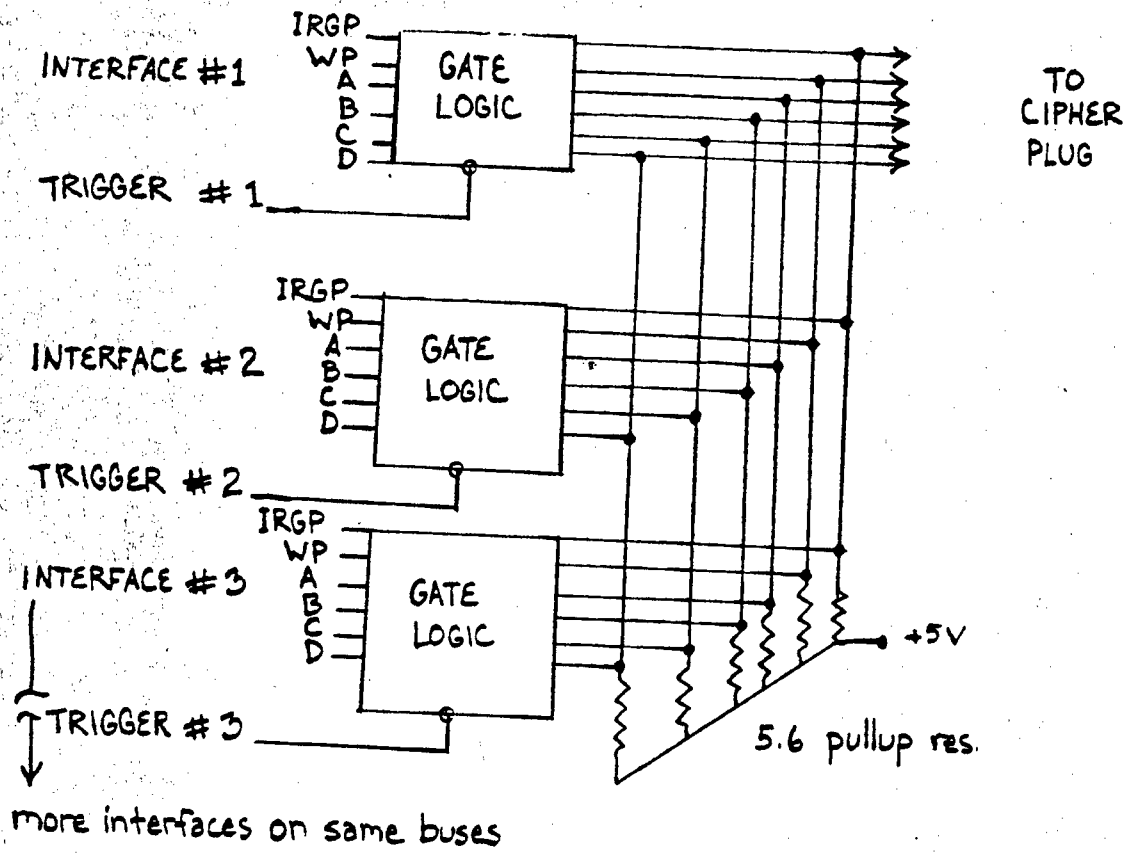 INTERFACE #1
IRGP
WP
A
B
C
D
GATE
LOGIC
TO
CIPHER
PLUG
TRIGGER #1
INTERFACE #2
IRGP
WP
A
B
C
D
GATE
LOGIC
TRIGGER #2
INTERFACE #3
IRGP
WP
A
B
C
D
GATE
LOGIC
+5V
TRIGGER #3
5.6 pullup res.
more interfaces on same buses